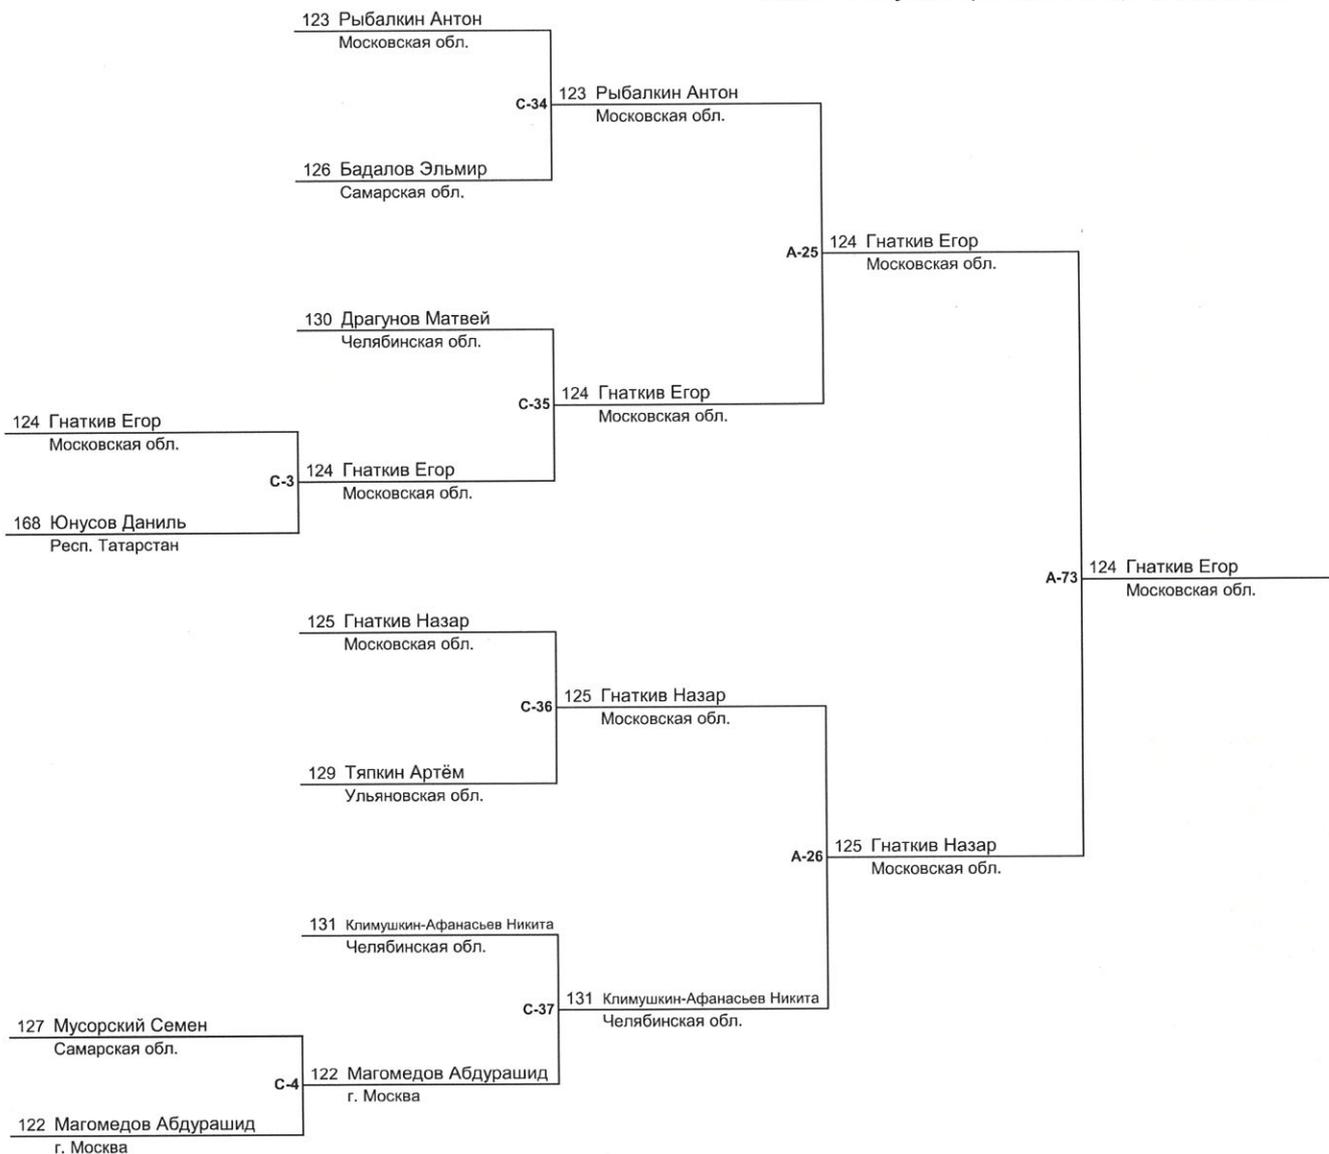 123 Рыбалкин Антон
Московская обл.
С-34
123 Рыбалкин Антон
Московская обл.
126 Бадалов Эльмир
Самарская обл.
А-25
124 Гнаткив Егор
Московская обл.
130 Драгунов Матвей
Челябинская обл.
С-35
124 Гнаткив Егор
Московская обл.
124 Гнаткив Егор
Московская обл.
С-3
124 Гнаткив Егор
Московская обл.
168 Юнусов Даниль
Респ. Татарстан
А-73
124 Гнаткив Егор
Московская обл.
125 Гнаткив Назар
Московская обл.
С-36
125 Гнаткив Назар
Московская обл.
129 Тяпкин Артём
Ульяновская обл.
А-26
125 Гнаткив Назар
Московская обл.
131 Климушкин-Афанасьев Никита
Челябинская обл.
С-37
131 Климушкин-Афанасьев Никита
Челябинская обл.
127 Мусорский Семен
Самарская обл.
С-4
122 Магомедов Абдурашид
г. Москва
122 Магомедов Абдурашид
г. Москва